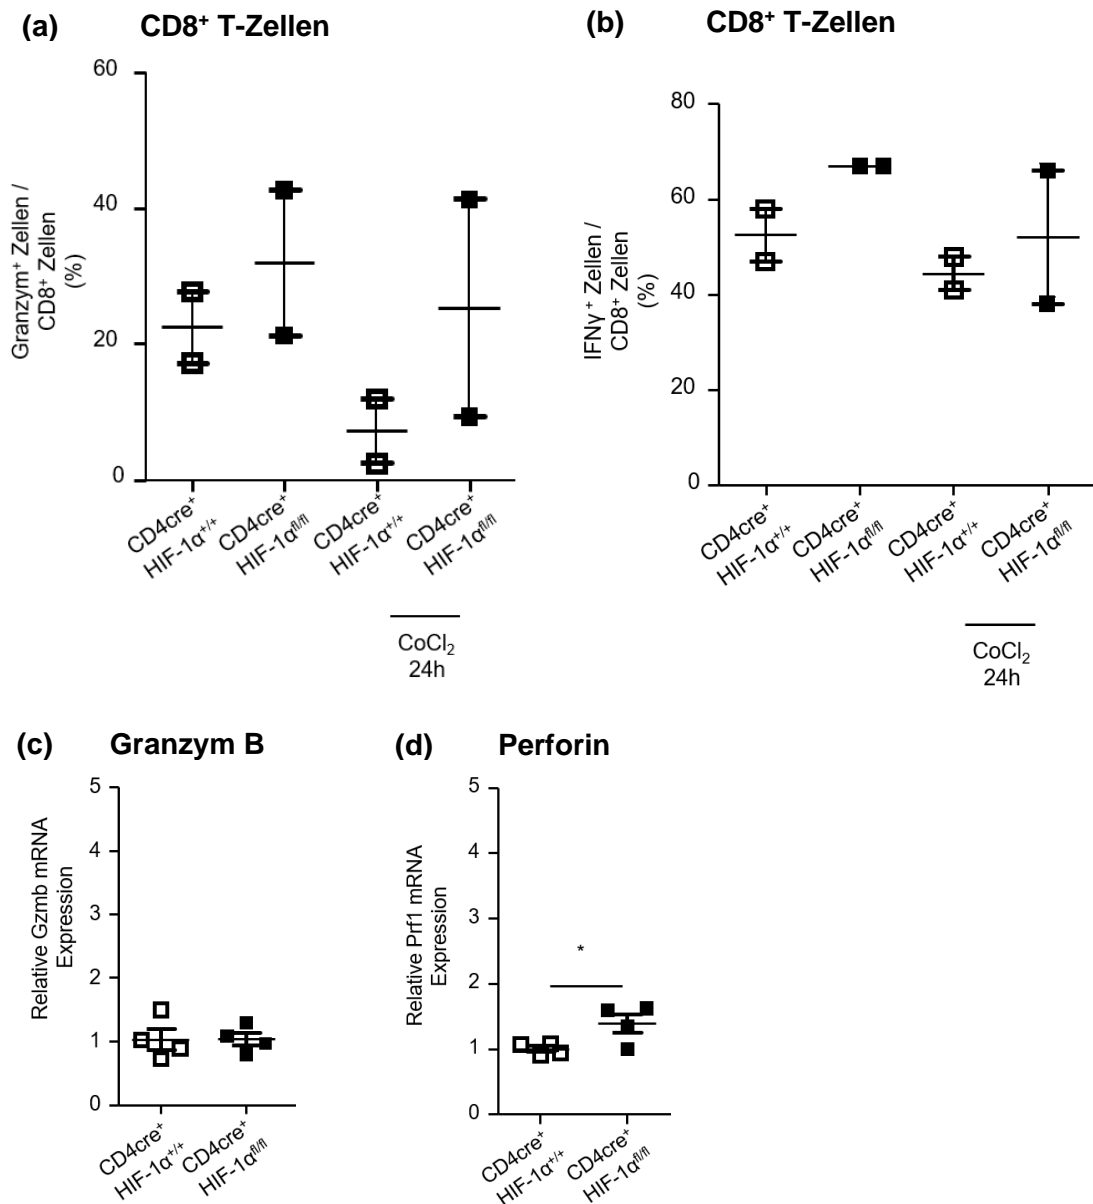 (a) CD8⁺ T-Zellen
Granzym⁺ Zellen /
CD8⁺ Zellen
(%)
60
40
20
0
CD4cre⁺
HIF-1α⁺/⁺
CD4cre⁺
HIF-1αfl/fl
CD4cre⁺
HIF-1α⁺/⁺
CD4cre⁺
HIF-1αfl/fl
CoCl₂
24h
(b) CD8⁺ T-Zellen
IFNγ⁺ Zellen /
CD8⁺ Zellen
(%)
80
60
40
20
0
CD4cre⁺
HIF-1α⁺/⁺
CD4cre⁺
HIF-1αfl/fl
CD4cre⁺
HIF-1α⁺/⁺
CD4cre⁺
HIF-1αfl/fl
CoCl₂
24h
(c) Granzym B
Relative Gzmb mRNA
Expression
5
4
3
2
1
0
CD4cre⁺
HIF-1α⁺/⁺
CD4cre⁺
HIF-1αfl/fl
(d) Perforin
Relative Prf1 mRNA
Expression
5
4
3
2
1
0
*
CD4cre⁺
HIF-1α⁺/⁺
CD4cre⁺
HIF-1αfl/fl